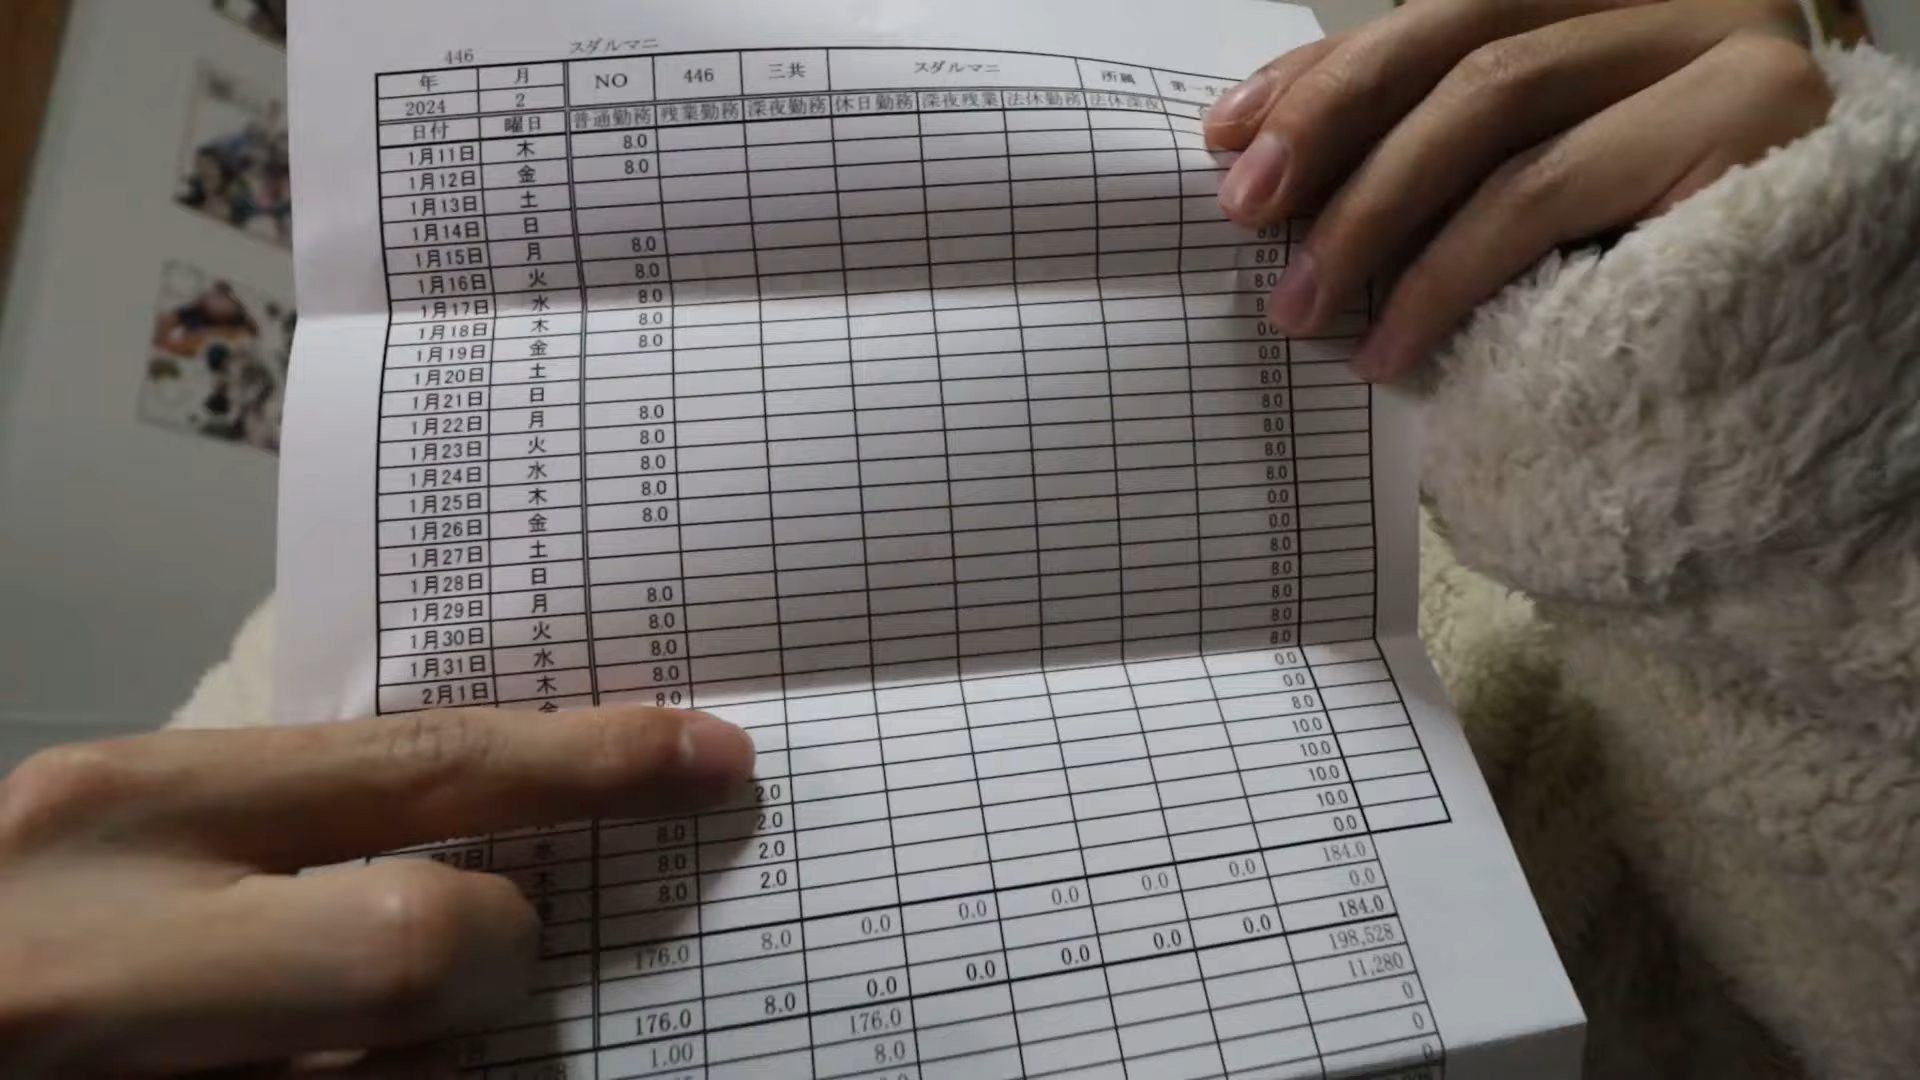 446 スダルマニ
年 月 NO 446 三共 スダルマニ 所属 第一生
2024 2
日付 曜日 普通勤務 残業勤務 深夜勤務 休日勤務 深夜残業 法休勤務 法休深夜
1月11日 木 8.0
1月12日 金 8.0
1月13日 土
1月14日 日
1月15日 月 8.0 8.0
1月16日 火 8.0 8.0
1月17日 水 8.0 8.0
1月18日 木 8.0 8
1月19日 金 8.0
1月20日 土 0.0
1月21日 日 0.0
1月22日 月 8.0 8.0
1月23日 火 8.0 8.0
1月24日 水 8.0 8.0
1月25日 木 8.0 8.0
1月26日 金 8.0 8.0
1月27日 土 0.0
1月28日 日 0.0
1月29日 月 8.0 8.0
1月30日 火 8.0 8.0
1月31日 水 8.0 8.0
2月1日 木 8.0 8.0
金 8.0 8.0
0.0
0.0
8.0
2.0 10.0
8.0 2.0 10.0
8.0 2.0 10.0
8.0 2.0 10.0
0.0
176.0 8.0 0.0 0.0 0.0 0.0 0.0 184.0
0.0
176.0 8.0 0.0 0.0 0.0 0.0 0.0 184.0
1.00 176.0 198,528
8.0 11,280
0
0